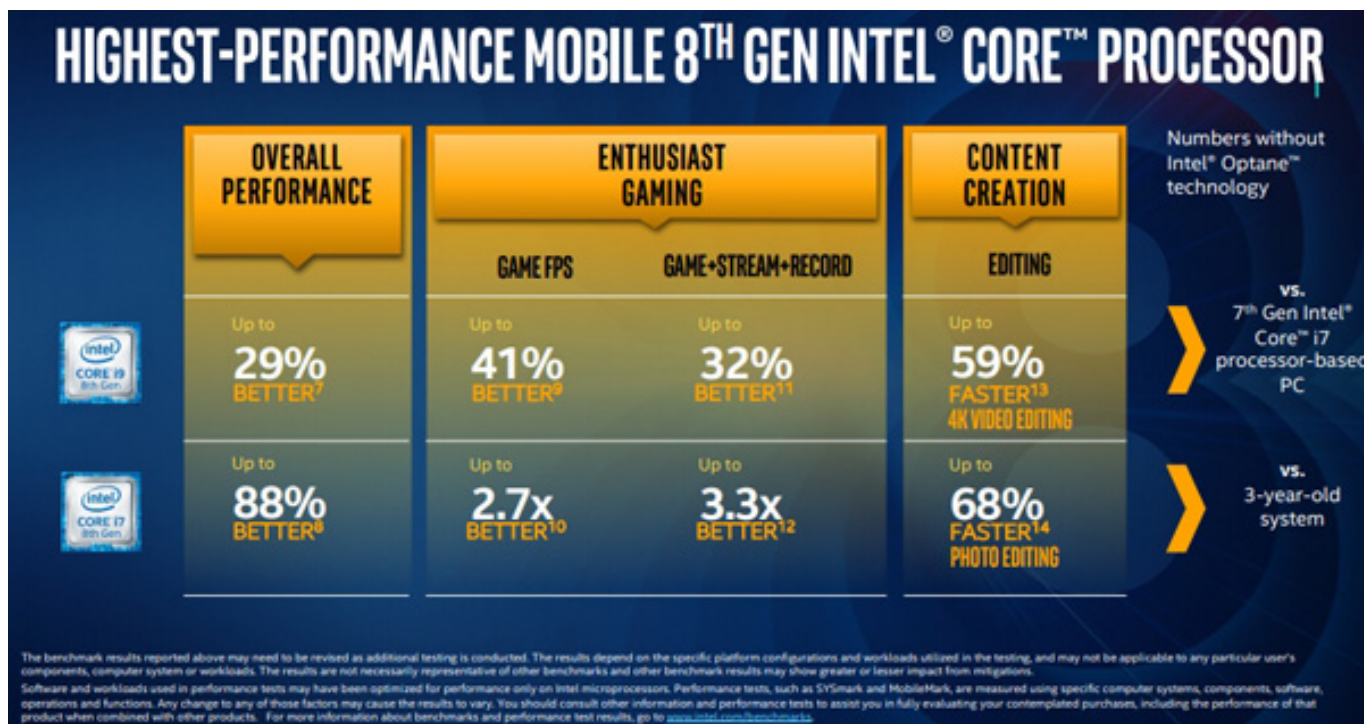 HIGHEST-PERFORMANCE MOBILE 8TH GEN INTEL® CORE™ PROCESSOR
OVERALL
PERFORMANCE
ENTHUSIAST
GAMING
GAME FPS
GAME+STREAM+RECORD
CONTENT
CREATION
EDITING
Numbers without
Intel® Optane™
technology
intel
CORE i9
8th Gen
Up to
29%
BETTER7
Up to
41%
BETTER9
Up to
32%
BETTER11
Up to
59%
FASTER13
4K VIDEO EDITING
vs.
7th Gen Intel®
Core™ i7
processor-based
PC
intel
CORE i7
8th Gen
Up to
88%
BETTER8
Up to
2.7x
BETTER10
Up to
3.3x
BETTER12
Up to
68%
FASTER14
PHOTO EDITING
vs.
3-year-old
system
The benchmark results reported above may need to be revised as additional testing is conducted. The results depend on the specific platform configurations and workloads utilized in the testing, and may not be applicable to any particular user's
components, computer system or workloads. The results are not necessarily representative of other benchmarks and other benchmark results may show greater or lesser impact from mitigations.
Software and workloads used in performance tests may have been optimized for performance only on Intel microprocessors. Performance tests, such as SYSmark and MobileMark, are measured using specific computer systems, components, software,
operations and functions. Any change to any of those factors may cause the results to vary. You should consult other information and performance tests to assist you in fully evaluating your contemplated purchases, including the performance of that
product when combined with other products. For more information about benchmarks and performance test results, go to www.intel.com/benchmarks.